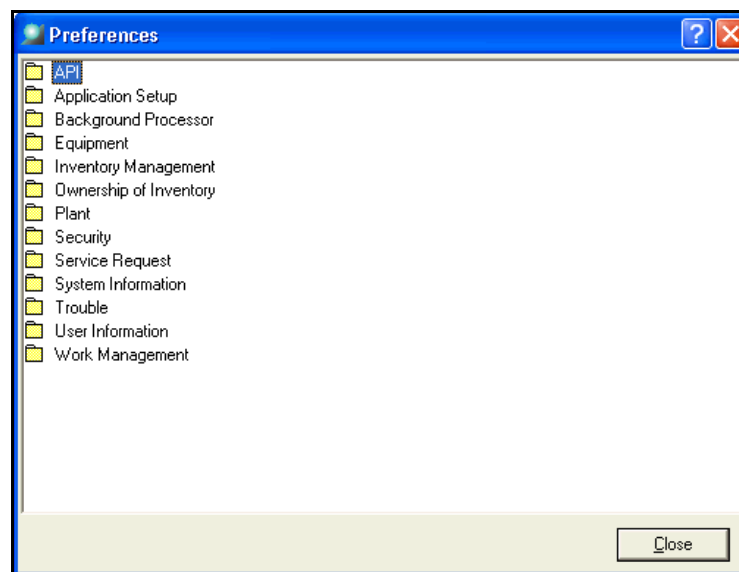 Preferences
?
API
Application Setup
Background Processor
Equipment
Inventory Management
Ownership of Inventory
Plant
Security
Service Request
System Information
Trouble
User Information
Work Management
Close